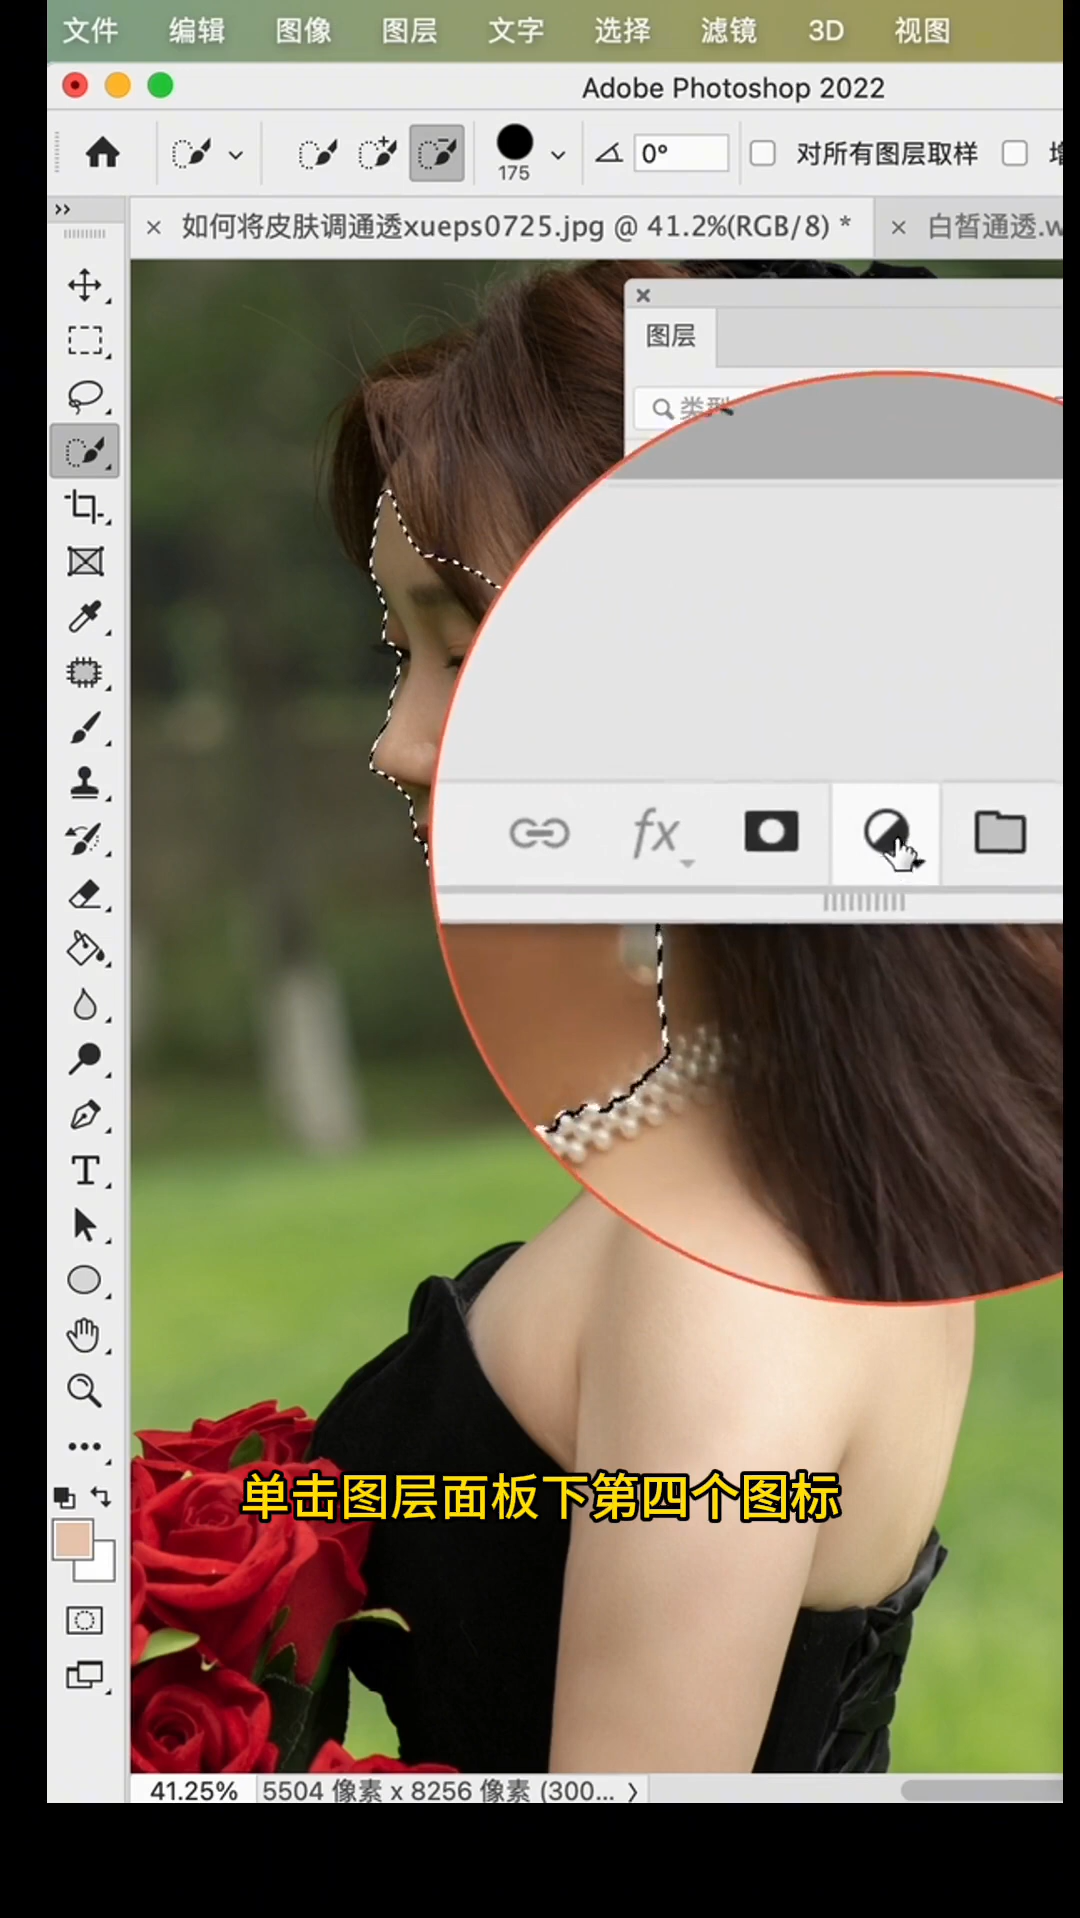 文件 编辑 图像 图层 文字 选择 滤镜 3D 视图
Adobe Photoshop 2022
175
0°
对所有图层取样
× 如何将皮肤调通透xueps0725.jpg @ 41.2%(RGB/8) *
× 白皙通透.w
图层
类型
fx
单击图层面板下第四个图标
41.25%
5504 像素 x 8256 像素 (300...